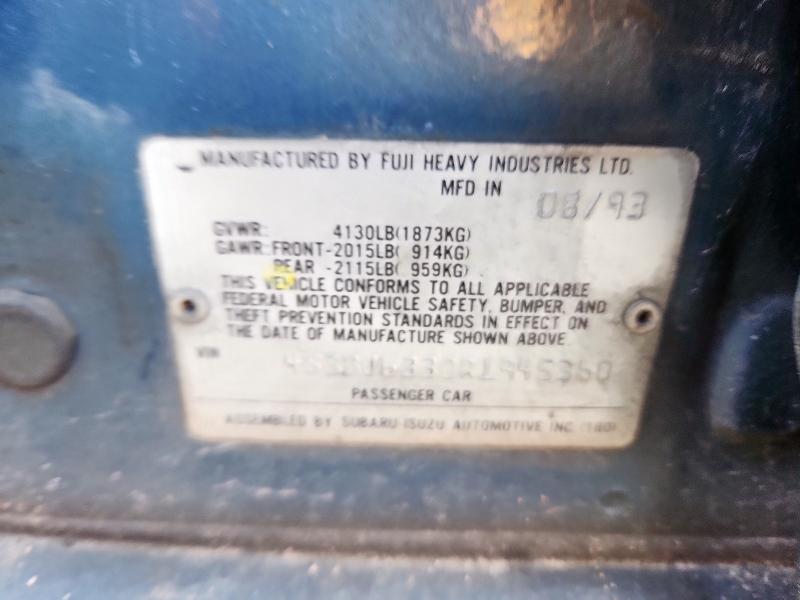 MANUFACTURED BY FUJI HEAVY INDUSTRIES LTD.
MFD IN 08/93
GVWR: 4130LB(1873KG)
GAWR:FRONT-2015LB( 914KG)
REAR -2115LB( 959KG)
THIS VEHICLE CONFORMS TO ALL APPLICABLE
FEDERAL MOTOR VEHICLE SAFETY, BUMPER, AND
THEFT PREVENTION STANDARDS IN EFFECT ON
THE DATE OF MANUFACTURE SHOWN ABOVE.
VIN
PASSENGER CAR
ASSEMBLED BY SUBARU-ISUZU AUTOMOTIVE INC.